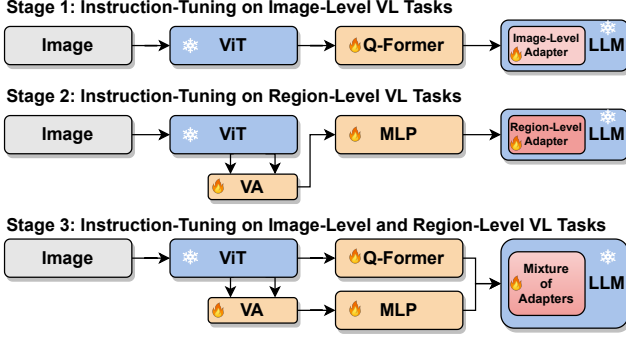 Stage 1: Instruction-Tuning on Image-Level VL Tasks
Image
ViT
Q-Former
Image-Level
Adapter
LLM
Stage 2: Instruction-Tuning on Region-Level VL Tasks
Image
ViT
VA
MLP
Region-Level
Adapter
LLM
Stage 3: Instruction-Tuning on Image-Level and Region-Level VL Tasks
Image
ViT
Q-Former
VA
MLP
Mixture
of
Adapters
LLM